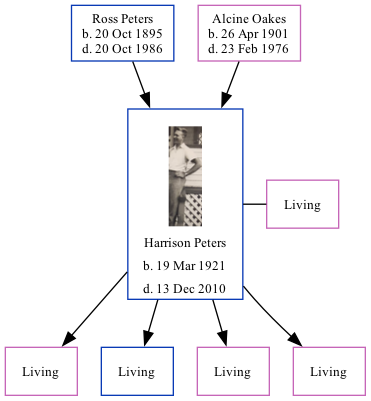 Ross Peters
b. 20 Oct 1895
d. 20 Oct 1986
Alcine Oakes
b. 26 Apr 1901
d. 23 Feb 1976
Living
Harrison Peters
b. 19 Mar 1921
d. 13 Dec 2010
Living
Living
Living
Living